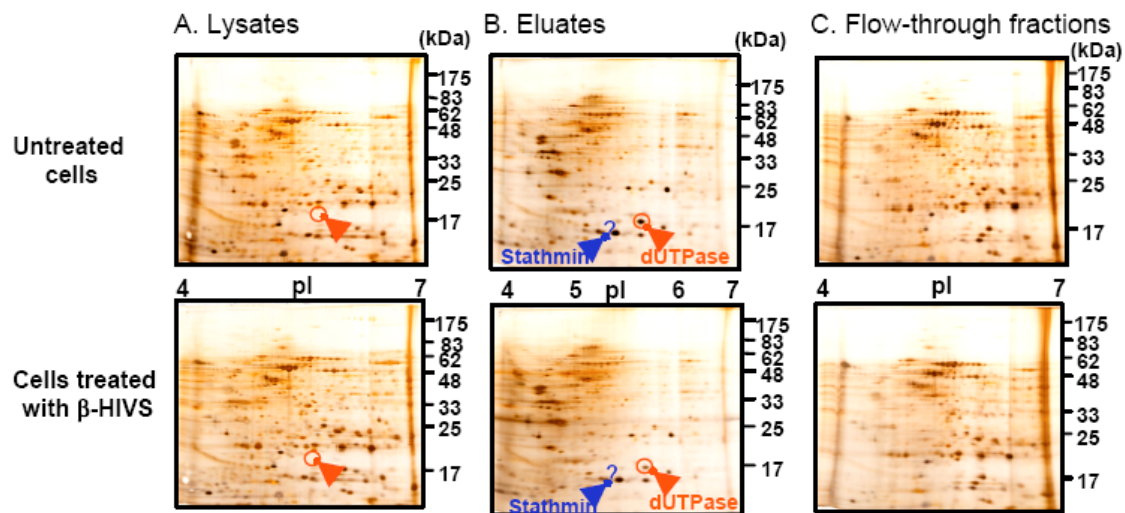 A. Lysates
B. Eluates
C. Flow-through fractions
(kDa)
(kDa)
(kDa)
Untreated
cells
175
83
62
48
33
25
17
175
83
62
48
33
25
17
?
Stathmin
dUTPase
175
83
62
48
33
25
17
4 pI 7
4 5 pI 6 7
4 pI 7
Cells treated
with β-HIVS
175
83
62
48
33
25
17
175
83
62
48
33
25
17
?
Stathmin
dUTPase
175
83
62
48
33
25
17